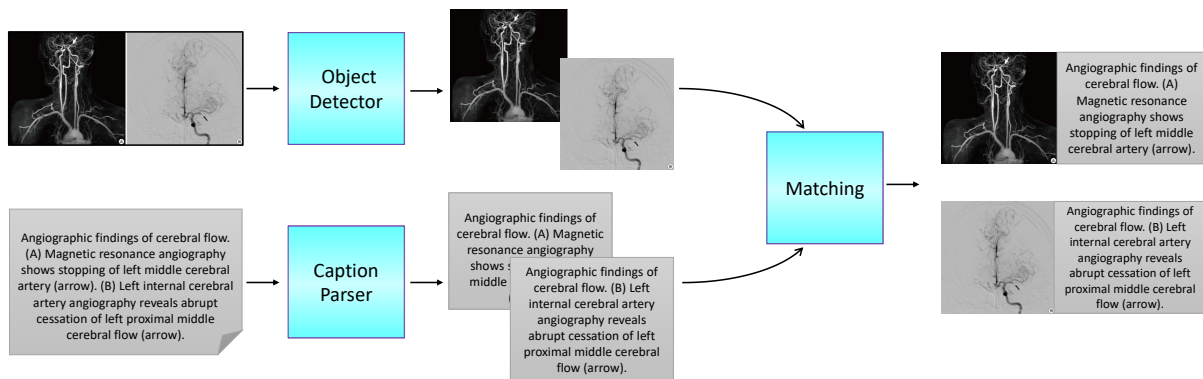 Object
Detector
Angiographic findings of cerebral flow.
(A) Magnetic resonance angiography
shows stopping of left middle cerebral
artery (arrow). (B) Left internal cerebral
artery angiography reveals abrupt
cessation of left proximal middle
cerebral flow (arrow).
Caption
Parser
Angiographic findings of
cerebral flow. (A) Magnetic
resonance angiography
shows
middle
Angiographic findings of
cerebral flow. (B) Left
internal cerebral artery
angiography reveals
abrupt cessation of left
proximal middle cerebral
flow (arrow).
Matching
Angiographic findings of
cerebral flow. (A)
Magnetic resonance
angiography shows
stopping of left middle
cerebral artery (arrow).
Angiographic findings of
cerebral flow. (B) Left
internal cerebral artery
angiography reveals
abrupt cessation of left
proximal middle cerebral
flow (arrow).